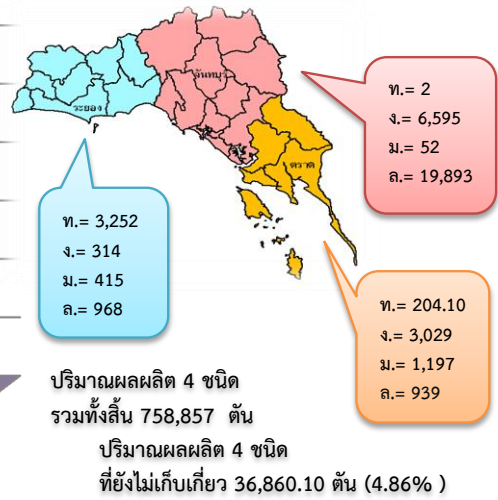 จันทบุรี
ระยอง
ตราด
ท.= 2
ง.= 6,595
ม.= 52
ล.= 19,893
ท.= 3,252
ง.= 314
ม.= 415
ล.= 968
ท.= 204.10
ง.= 3,029
ม.= 1,197
ล.= 939
ปริมาณผลผลิต 4 ชนิด
รวมทั้งสิ้น 758,857 ตัน
ปริมาณผลผลิต 4 ชนิด
ที่ยังไม่เก็บเกี่ยว 36,860.10 ตัน (4.86% )